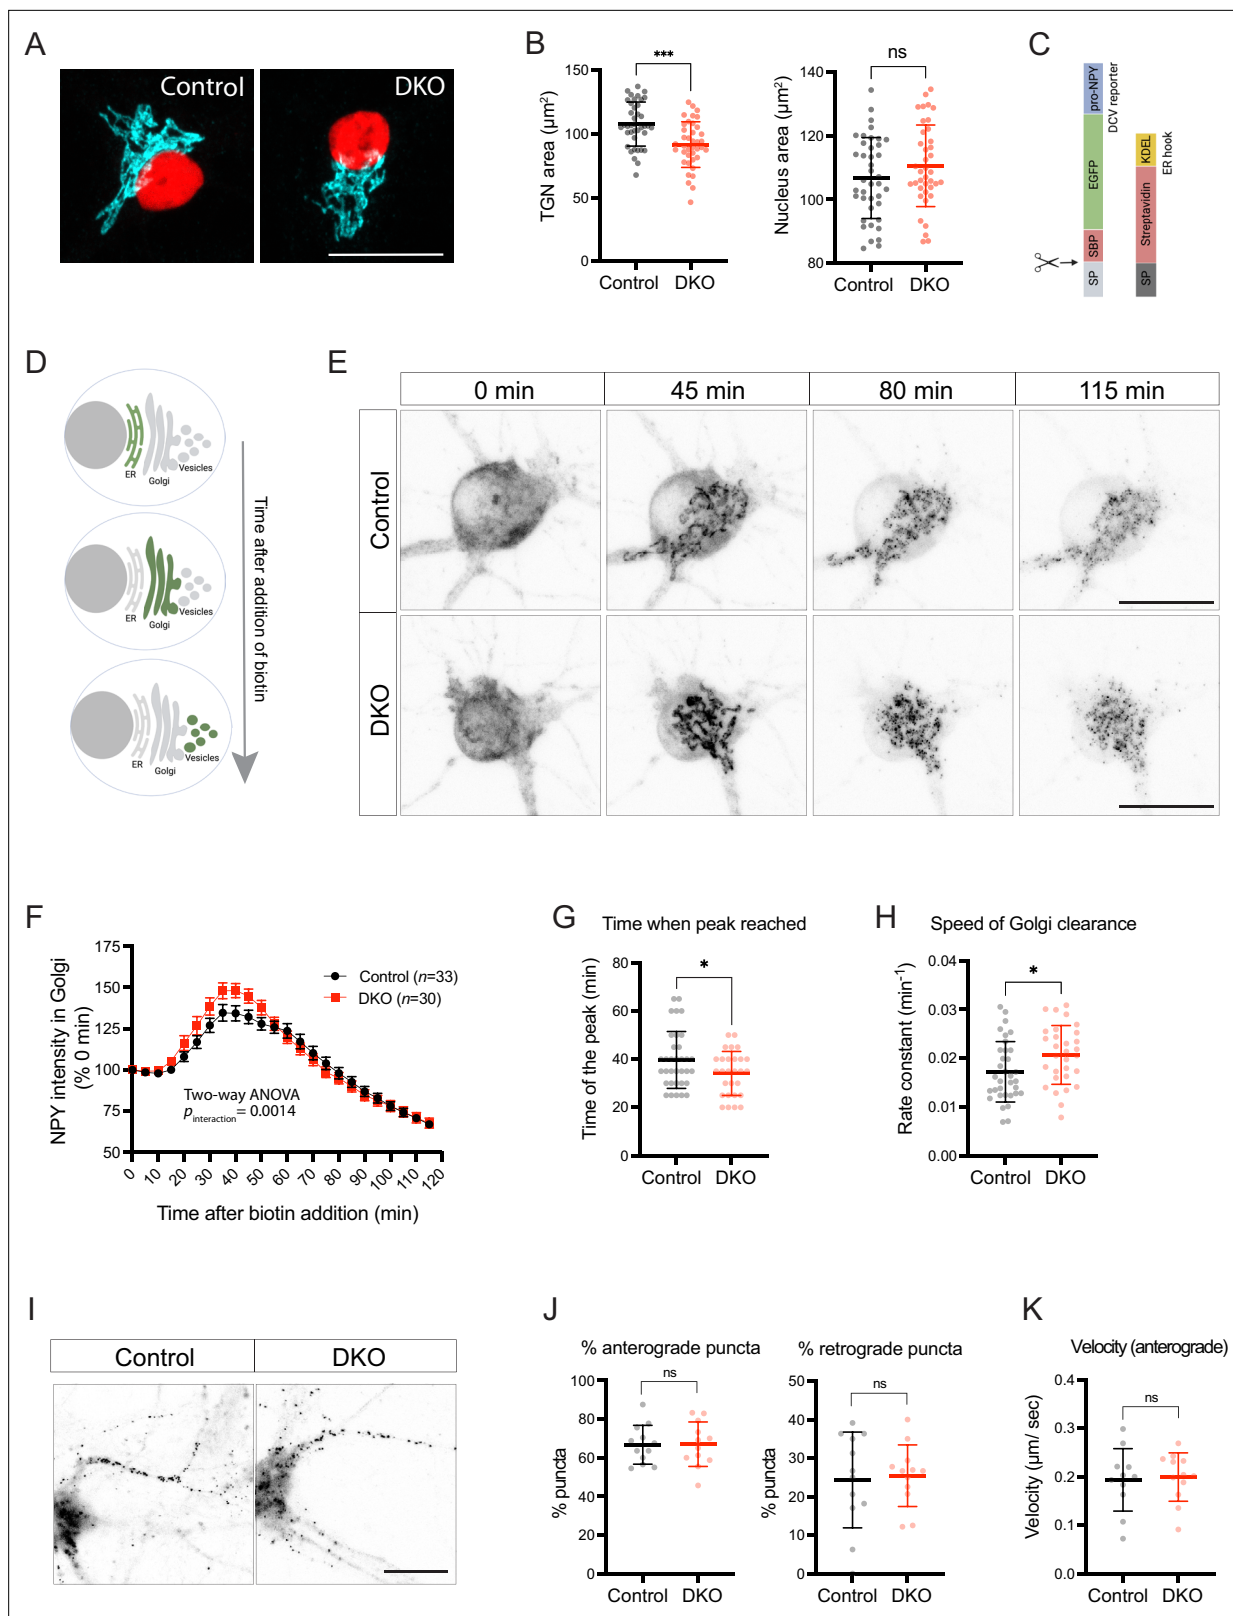 A
Control
DKO
B
***
TGN area (µm²)
150
100
50
0
Control
DKO
ns
Nucleus area (µm²)
140
120
100
80
Control
DKO
C
pro-NPY
EGFP
SBP
SP
DCV reporter
KDEL
Streptavidin
SP
ER hook
D
ER
Golgi
Vesicles
ER
Golgi
Vesicles
ER
Golgi
Vesicles
Time after addition of biotin
E
0 min
45 min
80 min
115 min
Control
DKO
F
NPY intensity in Golgi
(% 0 min)
175
150
125
100
75
50
Control (n=33)
DKO (n=30)
Two-way ANOVA
p interaction = 0.0014
0
10
20
30
40
50
60
70
80
90
100
110
120
Time after biotin addition (min)
G
Time when peak reached
Time of the peak (min)
80
60
40
20
0
*
Control
DKO
H
Speed of Golgi clearance
Rate constant (min⁻¹)
0.04
0.03
0.02
0.01
0.00
*
Control
DKO
I
Control
DKO
J
% anterograde puncta
% puncta
100
80
60
40
20
0
ns
Control
DKO
% retrograde puncta
% puncta
50
40
30
20
10
0
ns
Control
DKO
K
Velocity (anterograde)
Velocity (µm/ sec)
0.4
0.3
0.2
0.1
0.0
ns
Control
DKO